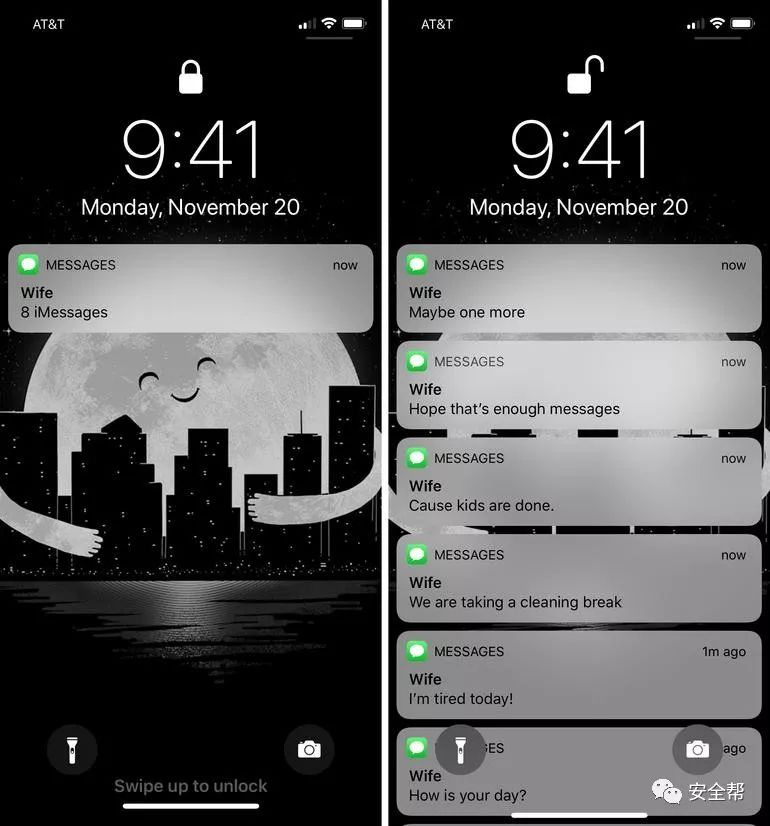 AT&T
9:41
Monday, November 20
MESSAGES
now
Wife
8 iMessages
Swipe up to unlock
AT&T
9:41
Monday, November 20
MESSAGES
now
Wife
Maybe one more
MESSAGES
now
Wife
Hope that’s enough messages
MESSAGES
now
Wife
Cause kids are done.
MESSAGES
now
Wife
We are taking a cleaning break
MESSAGES
1m ago
Wife
I’m tired today!
ago
Wife
How is your day?
安全帮